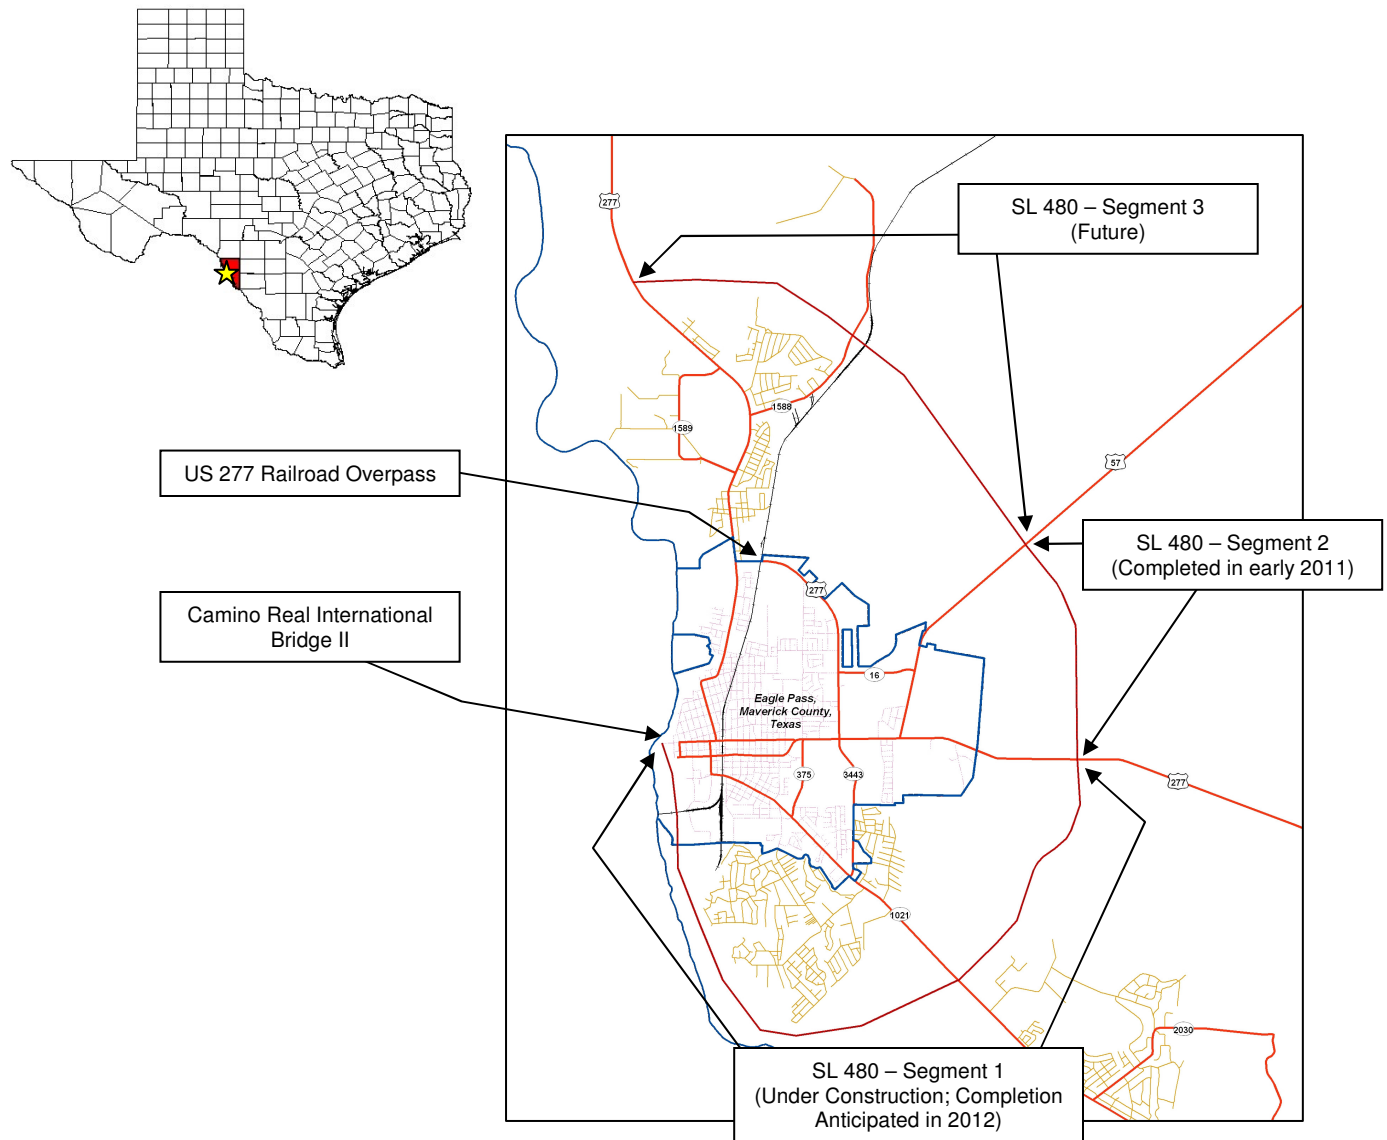 SL 480 – Segment 3
(Future)
277
1588
1589
57
US 277 Railroad Overpass
SL 480 – Segment 2
(Completed in early 2011)
277
Camino Real International
Bridge II
16
Eagle Pass,
Maverick County,
Texas
375
3443
277
1021
2030
SL 480 – Segment 1
(Under Construction; Completion
Anticipated in 2012)